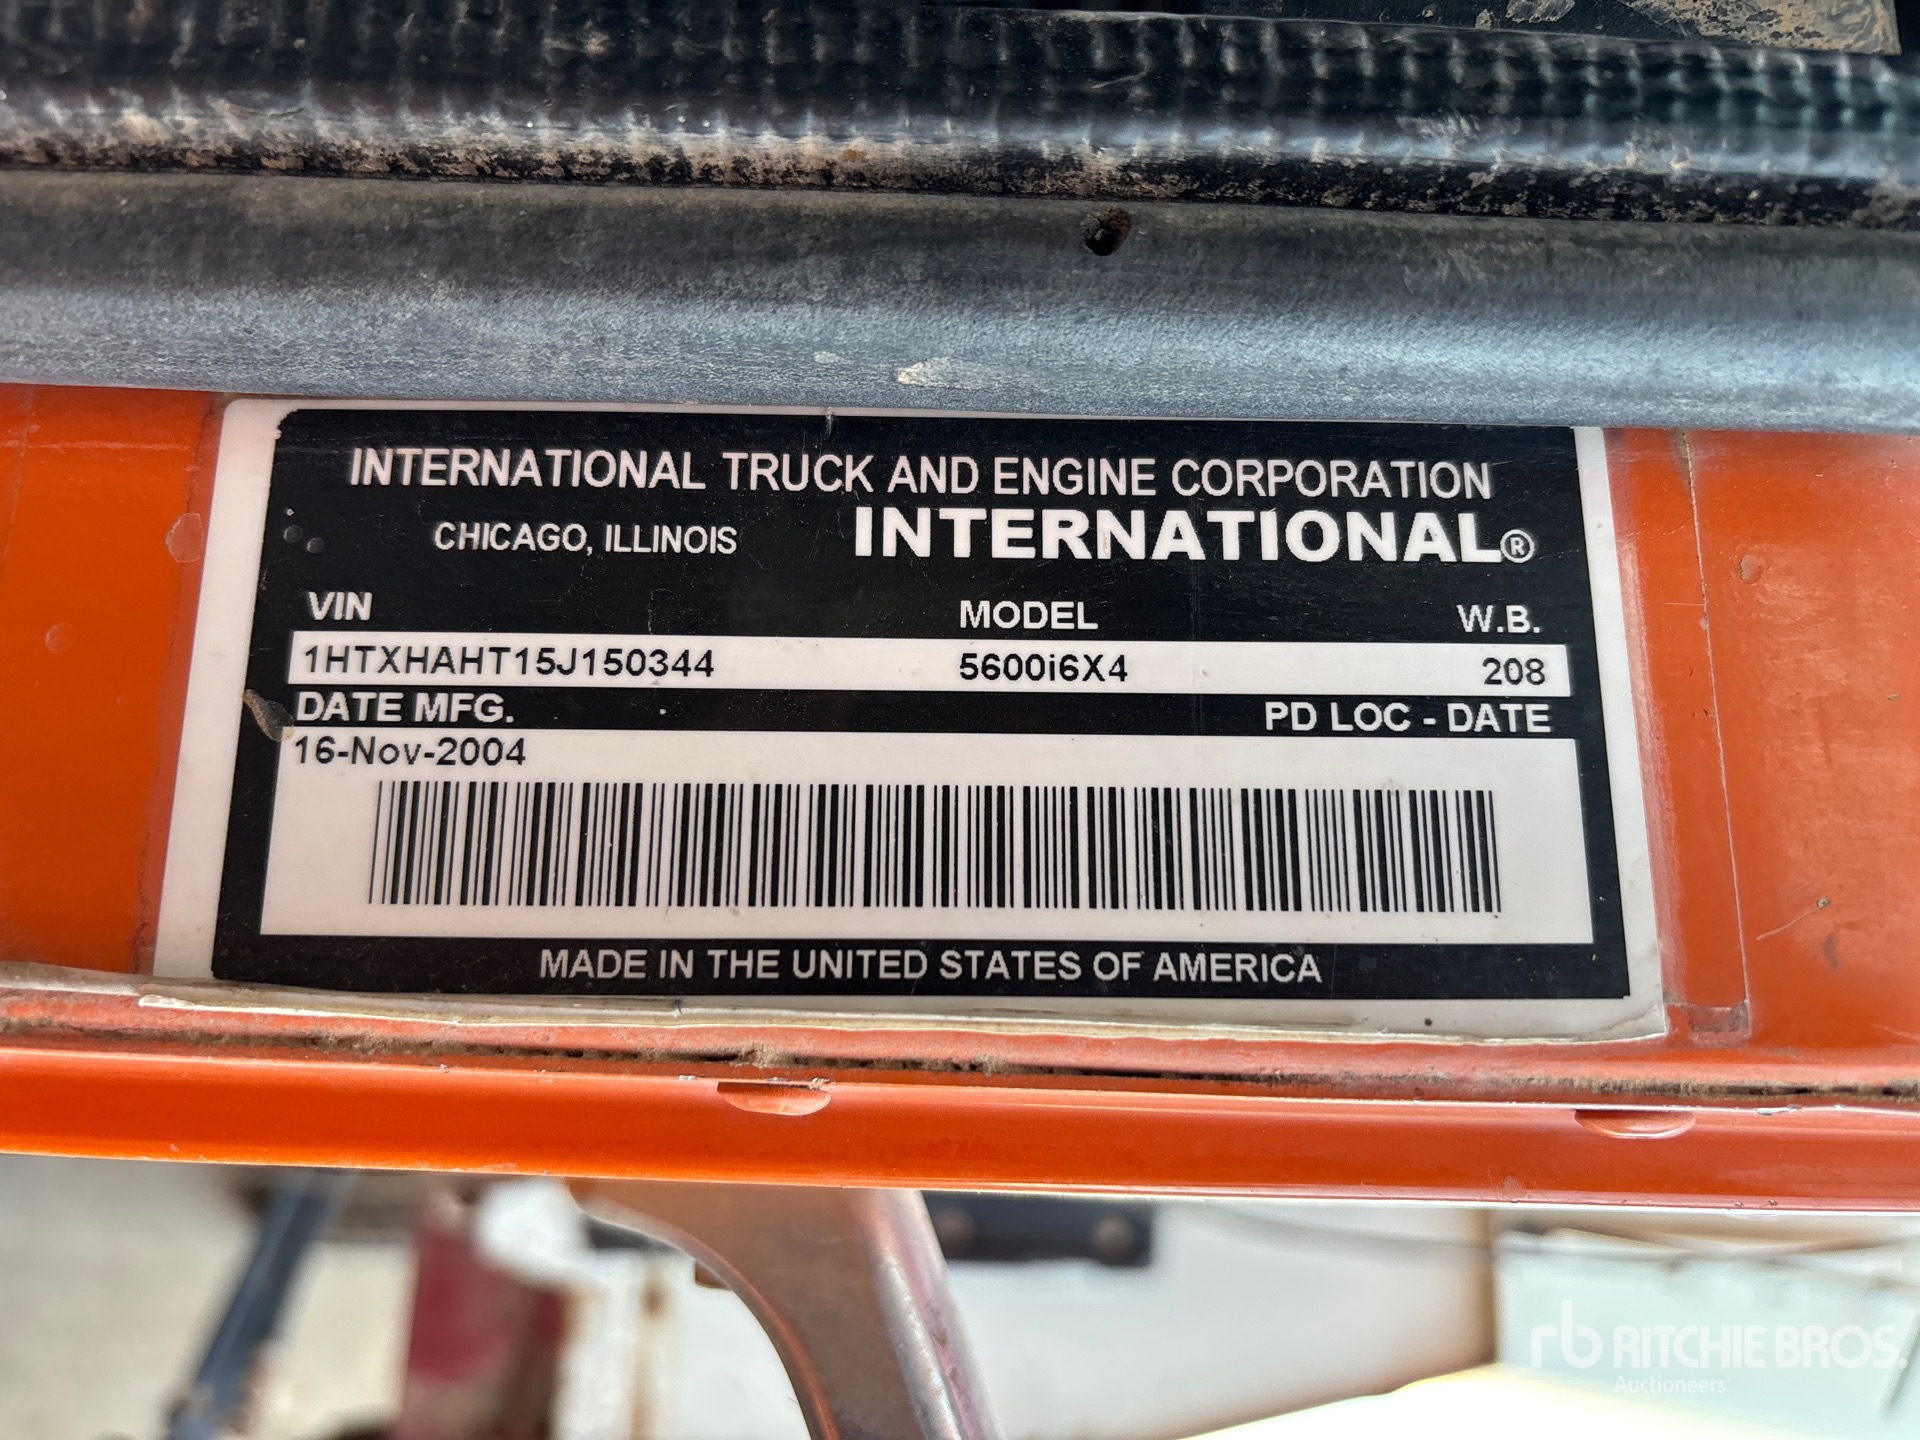 INTERNATIONAL TRUCK AND ENGINE CORPORATION
CHICAGO, ILLINOIS INTERNATIONAL®
VIN MODEL W.B.
1HTXHAHT15J150344 5600i6X4 208
DATE MFG. PD LOC - DATE
16-Nov-2004
MADE IN THE UNITED STATES OF AMERICA
rb RITCHIE BROS.
Auctioneers